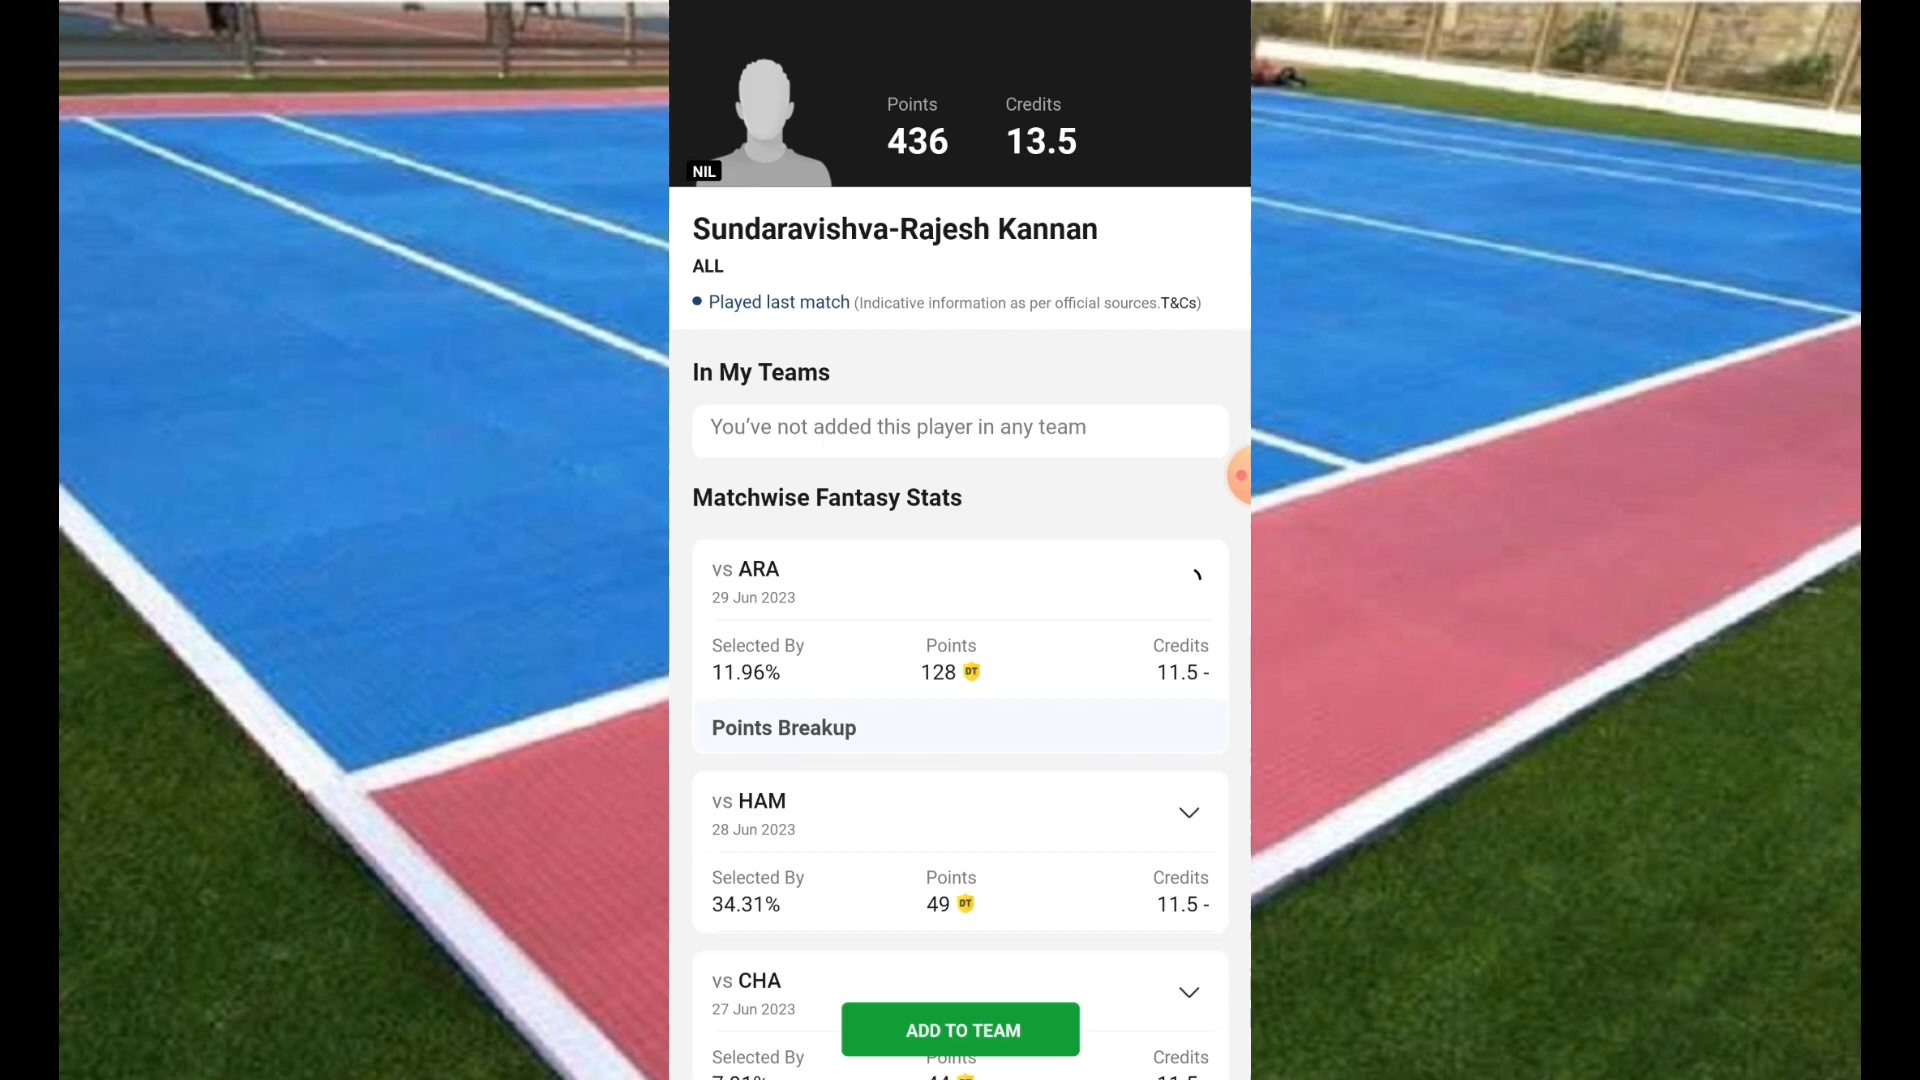 Points Credits
436 13.5
NIL
Sundaravishva-Rajesh Kannan
ALL
Played last match (Indicative information as per official sources.T&Cs)
In My Teams
You’ve not added this player in any team
Matchwise Fantasy Stats
vs ARA
29 Jun 2023
Selected By Points Credits
11.96% 128 DT 11.5 -
Points Breakup
vs HAM
28 Jun 2023
Selected By Points Credits
34.31% 49 DT 11.5 -
vs CHA
27 Jun 2023
ADD TO TEAM
Selected By Points Credits